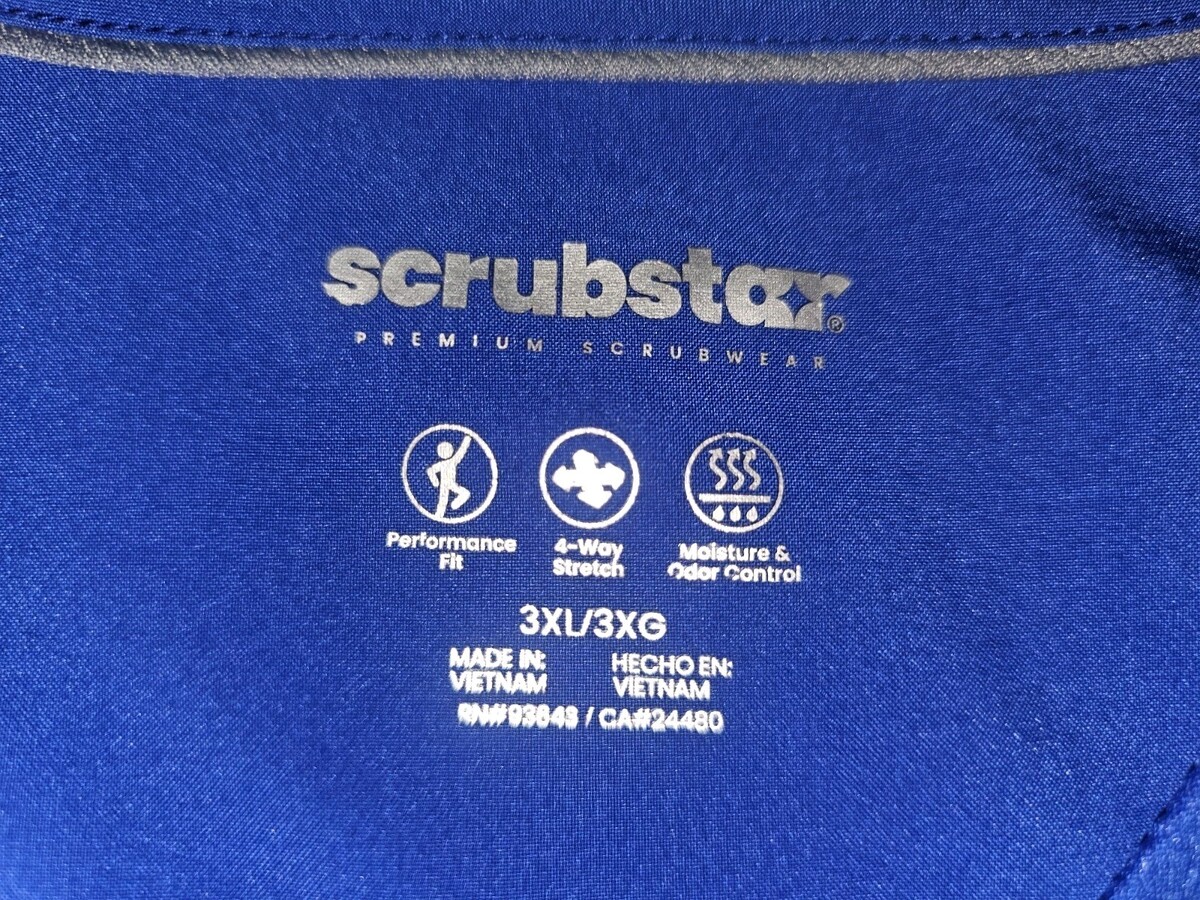 scrubstar®
PREMIUM SCRUBWEAR
Performance Fit
4-Way Stretch
Moisture & Odor Control
3XL/3XG
MADE IN: VIETNAM
HECHO EN: VIETNAM
RN#93643 / CA#24480